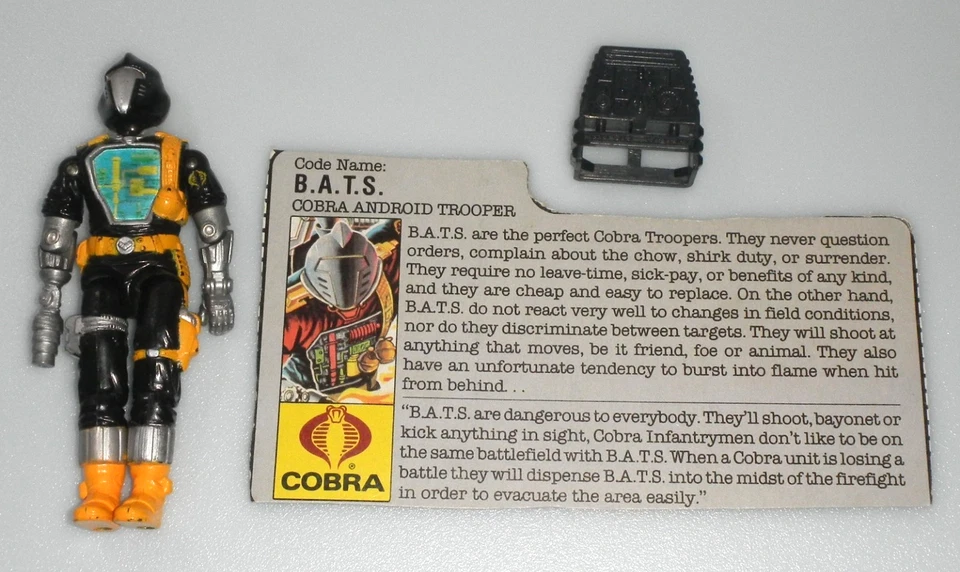 Code Name:
B.A.T.S.
COBRA ANDROID TROOPER
B.A.T.S. are the perfect Cobra Troopers. They never question
orders, complain about the chow, shirk duty, or surrender.
They require no leave-time, sick-pay, or benefits of any kind,
and they are cheap and easy to replace. On the other hand,
B.A.T.S. do not react very well to changes in field conditions,
nor do they discriminate between targets. They will shoot at
anything that moves, be it friend, foe or animal. They also
have an unfortunate tendency to burst into flame when hit
from behind. . .
"B.A.T.S. are dangerous to everybody. They'll shoot, bayonet or
kick anything in sight, Cobra Infantrymen don't like to be on
the same battlefield with B.A.T.S. When a Cobra unit is losing a
battle they will dispense B.A.T.S. into the midst of the firefight
in order to evacuate the area easily."
®
COBRA